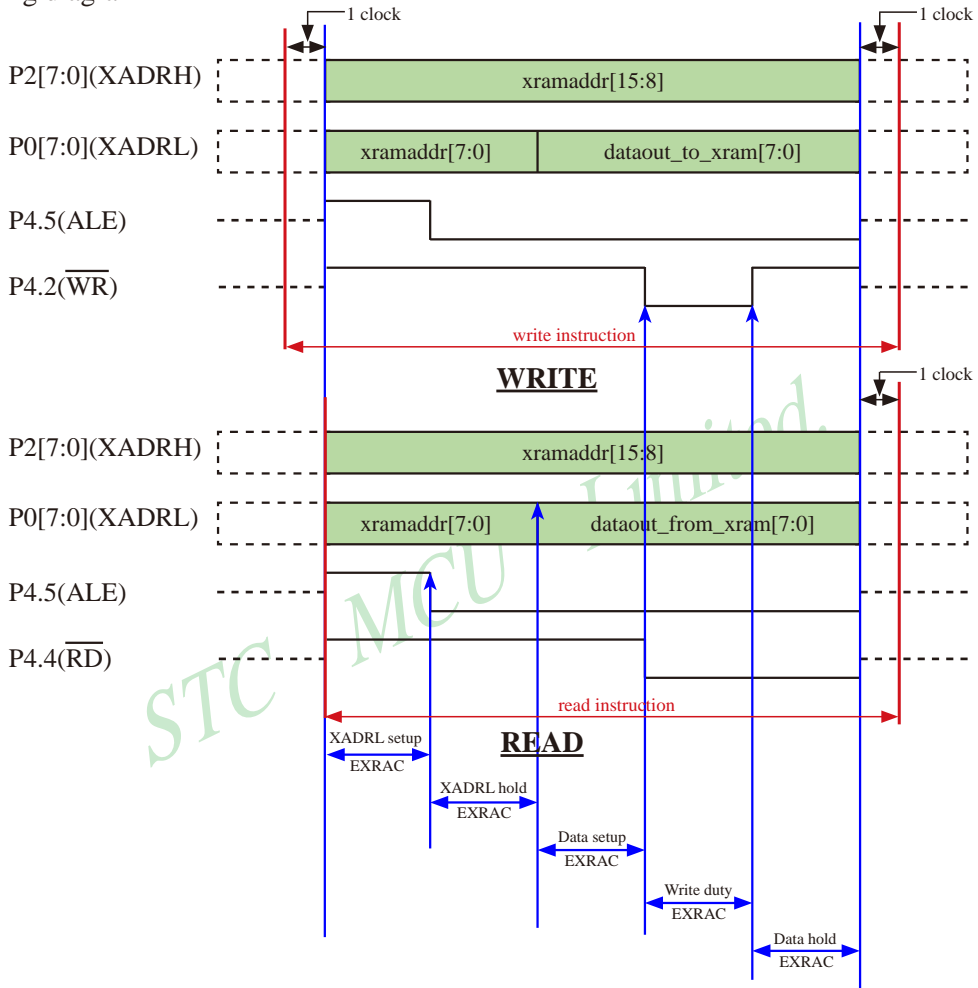 1 clock
1 clock
P2[7:0](XADRH)
xramaddr[15:8]
P0[7:0](XADRL)
xramaddr[7:0]
dataout_to_xram[7:0]
P4.5(ALE)
P4.2(WR)
write instruction
WRITE
1 clock
P2[7:0](XADRH)
xramaddr[15:8]
P0[7:0](XADRL)
xramaddr[7:0]
dataout_from_xram[7:0]
P4.5(ALE)
P4.4(RD)
read instruction
READ
XADRL setup
EXRAC
XADRL hold
EXRAC
Data setup
EXRAC
Write duty
EXRAC
Data hold
EXRAC
STC MCU Limited.